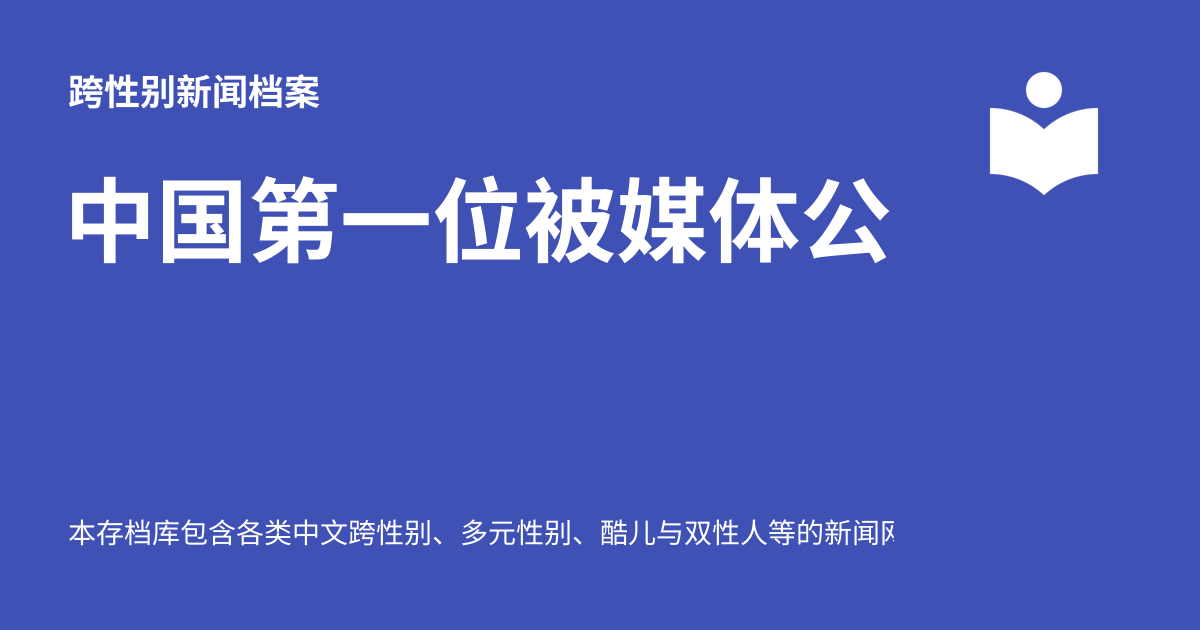 跨性别新闻档案
中国第一位被媒体公
本存档库包含各类中文跨性别、多元性别、酷儿与双性人等的新闻网